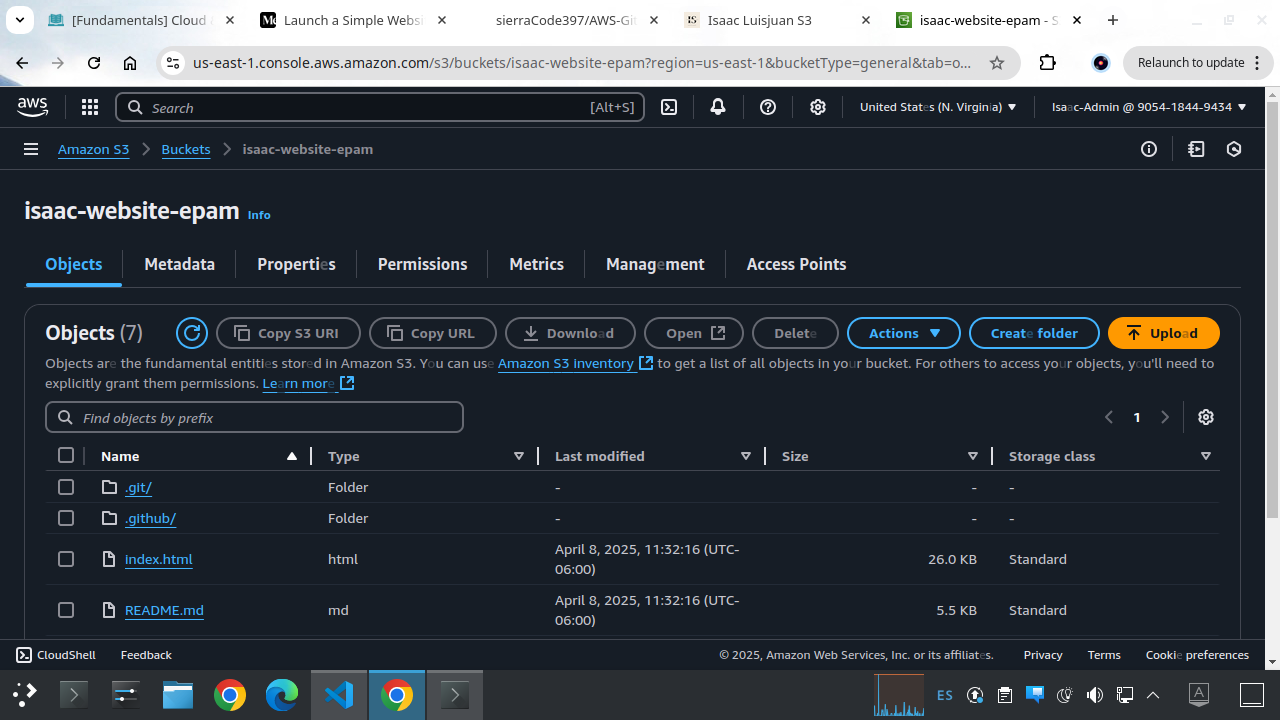 [Fundamentals] Cloud
Launch a Simple Websi
sierraCode397/AWS-Git
Isaac Luisjuan S3
isaac-website-epam - S
us-east-1.console.aws.amazon.com/s3/buckets/isaac-website-epam?region=us-east-1&bucketType=general&tab=o...
Relaunch to update
aws
Search
[Alt+S]
United States (N. Virginia)
Isaac-Admin @ 9054-1844-9434
Amazon S3
Buckets
isaac-website-epam
isaac-website-epam Info
Objects
Metadata
Properties
Permissions
Metrics
Management
Access Points
Objects (7)
Copy S3 URI
Copy URL
Download
Open
Delete
Actions
Create folder
Upload
Objects are the fundamental entities stored in Amazon S3. You can use Amazon S3 inventory to get a list of all objects in your bucket. For others to access your objects, you'll need to
explicitly grant them permissions. Learn more
Find objects by prefix
1
Name Type Last modified Size Storage class
.git/ Folder - - -
.github/ Folder - - -
index.html html April 8, 2025, 11:32:16 (UTC-06:00) 26.0 KB Standard
README.md md April 8, 2025, 11:32:16 (UTC-06:00) 5.5 KB Standard
CloudShell
Feedback
© 2025, Amazon Web Services, Inc. or its affiliates.
Privacy
Terms
Cookie preferences
ES
A